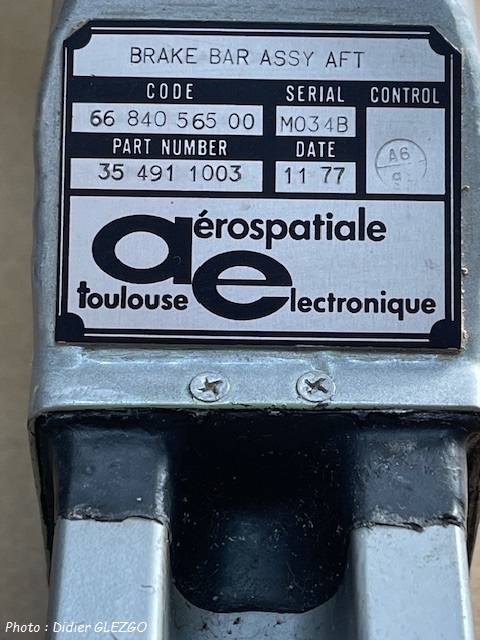 BRAKE BAR ASSY AFT
CODE SERIAL CONTROL
66 840 565 00 M034B
PART NUMBER DATE A6
35 491 1003 11 77
aérospatiale
toulouse electronique
Photo : Didier GLEZGO